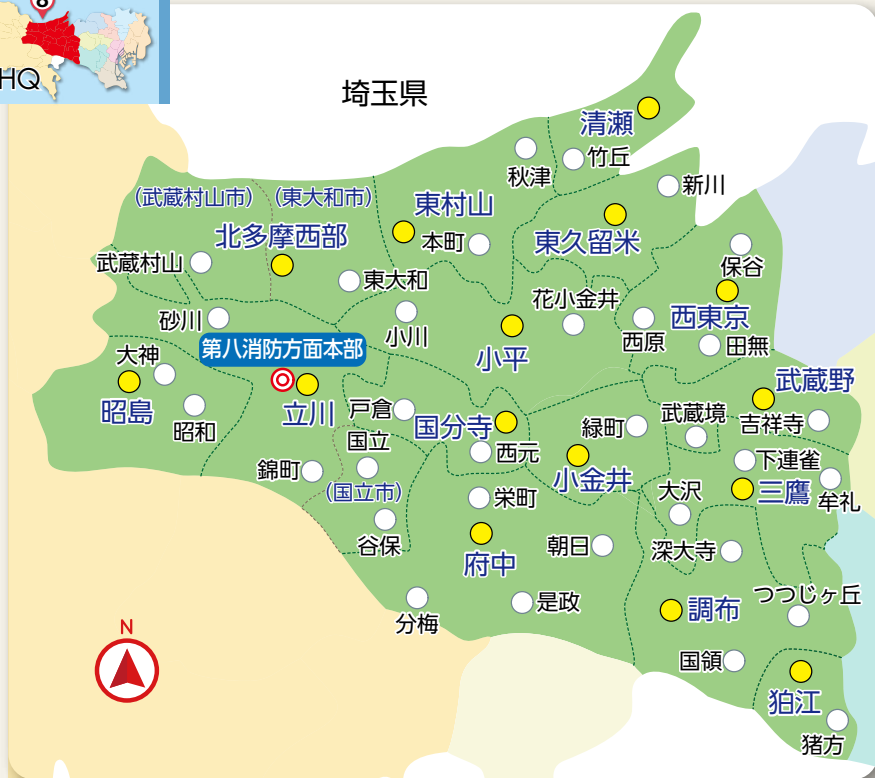 8
HQ
埼玉県
清瀬
竹丘
秋津
新川
(武蔵村山市)
(東大和市)
東村山
本町
東久留米
北多摩西部
武蔵村山
東大和
保谷
西東京
砂川
小川
花小金井
小平
西原
田無
第八消防方面本部
大神
昭島
昭和
立川
戸倉
国立
国分寺
西元
緑町
武蔵境
武蔵野
吉祥寺
錦町
(国立市)
小金井
下連雀
三鷹
牟礼
大沢
栄町
谷保
府中
朝日
深大寺
分梅
是政
調布
つつじヶ丘
国領
狛江
猪方
N